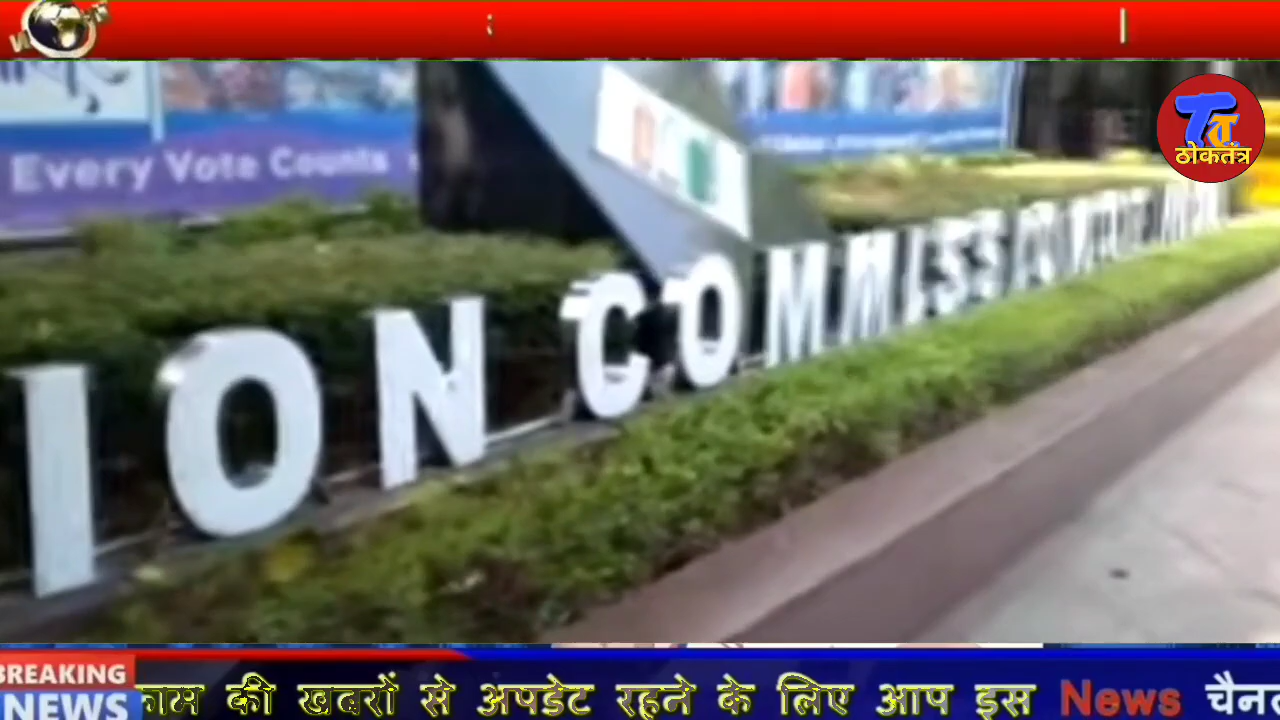 Every Vote Counts
ION COMMISSION
ठोकतंत्र
BREAKING
NEWS
काम की खबरों से अपडेट रहने के लिए आप इस News चैनल